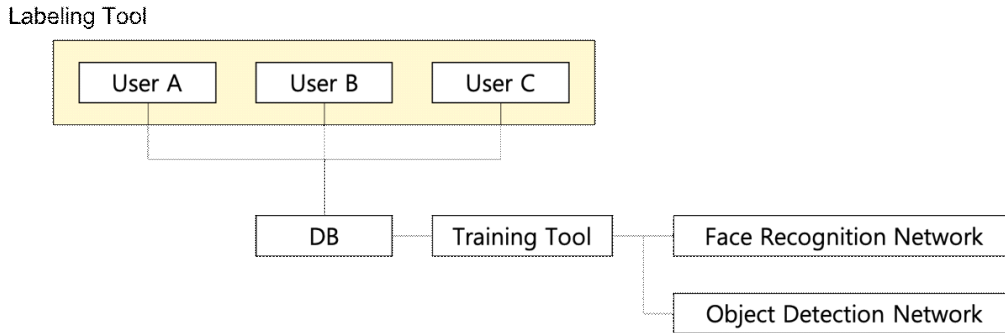 Labeling Tool
User A
User B
User C
DB
Training Tool
Face Recognition Network
Object Detection Network